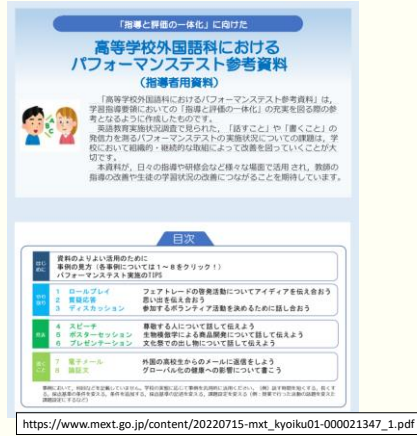 「指導と評価の一体化」に向けた
高等学校外国語科における
パフォーマンステスト参考資料
（指導者用資料）
「高等学校外国語科におけるパフォーマンステスト参考資料」は，
学習指導要領においての「指導と評価の一体化」の充実を図る際の参
考となるように作成したものです。
英語教育実施状況調査で見られた，「話すこと」や「書くこと」の
発信力を測るパフォーマンステストの実施状況についての課題は，学
校において組織的・継続的な取組によって改善を図っていくことが大
切です。
本資料が，日々の指導や研修会など様々な場面で活用され，教師の
指導の改善や生徒の学習状況の改善につながることを期待しています。
A
B
C
目次
はじ
めに
資料のよりよい活用のために
事例の見方（各事例については１～８をクリック！）
パフォーマンステスト実施のTIPS
1 ロールプレイ フェアトレードの啓発活動についてアイディアを伝え合おう
2 質疑応答 思い出を伝え合おう
3 ディスカッション 参加するボランティア活動を決めるために話し合おう
発表
4 スピーチ 尊敬する人について話して伝えよう
5 ポスターセッション 生物模倣学による商品開発について話して伝えよう
6 プレゼンテーション 文化祭での出し物について話して伝えよう
書く
こと
7 電子メール 外国の高校生からのメールに返信をしよう
8 論証文 グローバル化の健康への影響について書こう
https://www.mext.go.jp/content/20220715-mxt_kyoiku01-000021347_1.pdf